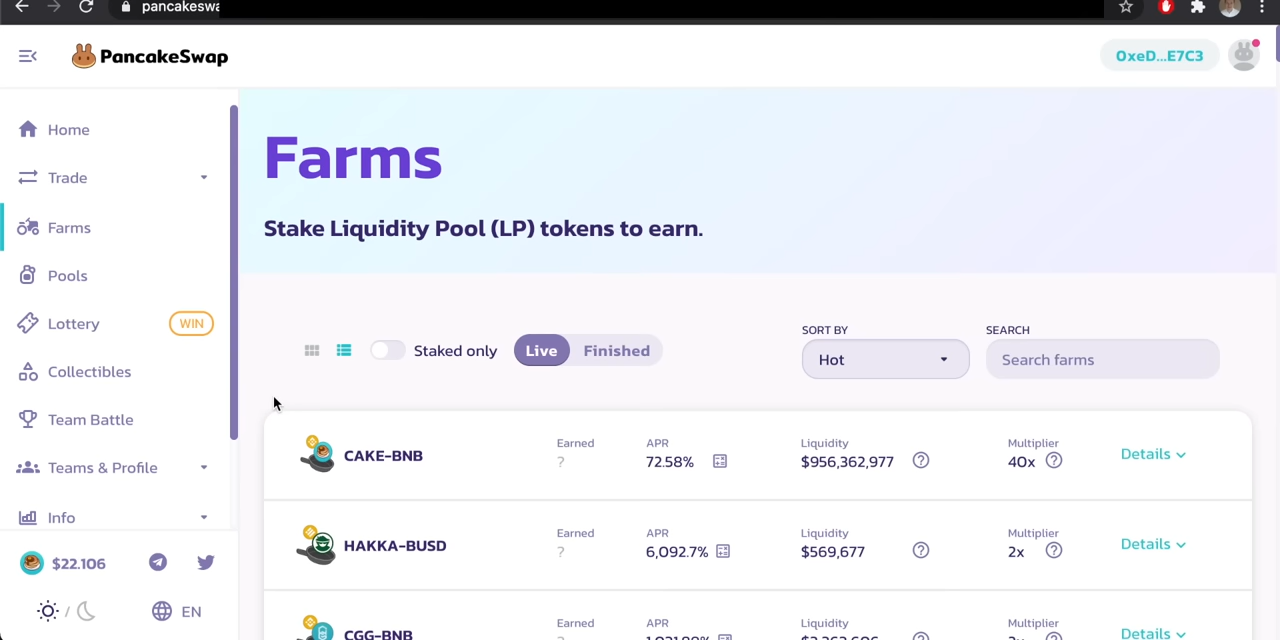 pancakeswa
PancakeSwap
0xeD...E7C3
Home
Trade
Farms
Pools
Lottery WIN
Collectibles
Team Battle
Teams & Profile
Info
$22.106
/ EN
Farms
Stake Liquidity Pool (LP) tokens to earn.
Staked only Live Finished
SORT BY
Hot
SEARCH
Search farms
CAKE-BNB
Earned
?
APR
72.58%
Liquidity
$956,362,977 ?
Multiplier
40x ?
Details
HAKKA-BUSD
Earned
?
APR
6,092.7%
Liquidity
$569,677 ?
Multiplier
2x ?
Details
CGG-BNB
Earned
APR
Liquidity
Multiplier
Details